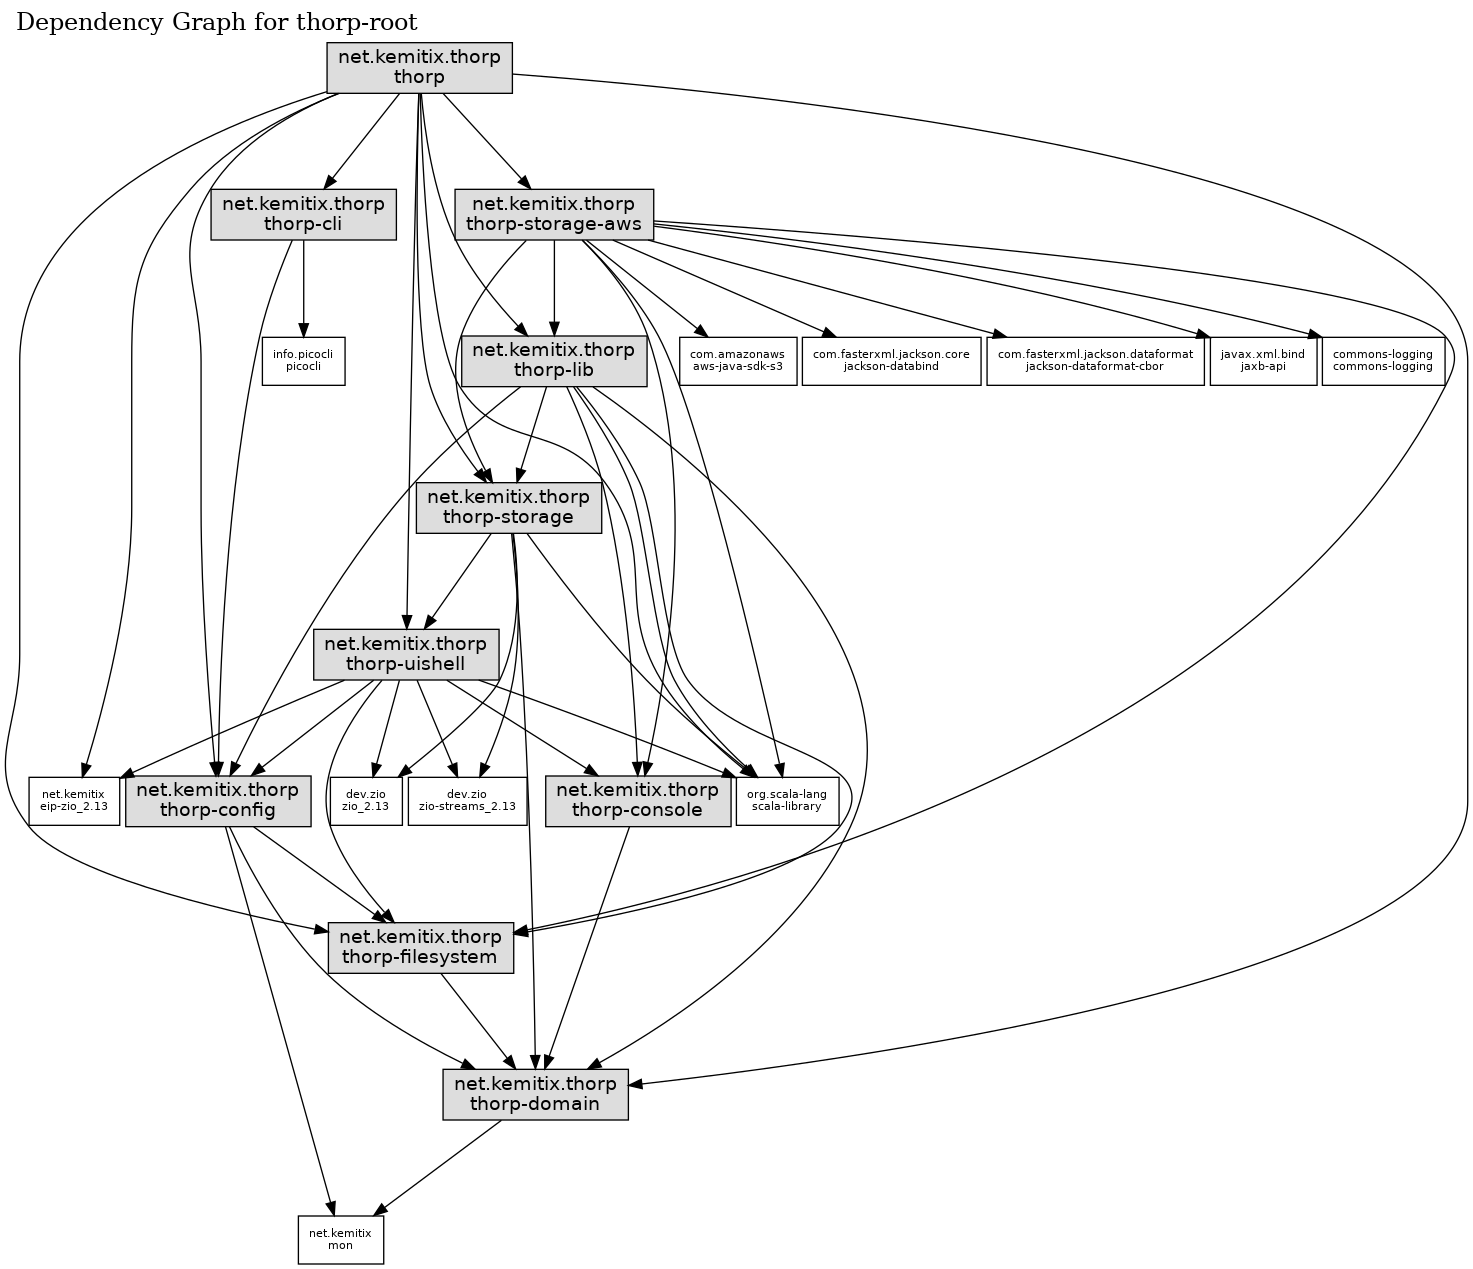 Dependency Graph for thorp-root
net.kemitix.thorp
thorp
net.kemitix.thorp
thorp-cli
net.kemitix.thorp
thorp-storage-aws
info.picocli
picocli
net.kemitix.thorp
thorp-lib
com.amazonaws
aws-java-sdk-s3
com.fasterxml.jackson.core
jackson-databind
com.fasterxml.jackson.dataformat
jackson-dataformat-cbor
javax.xml.bind
jaxb-api
commons-logging
commons-logging
net.kemitix.thorp
thorp-storage
net.kemitix.thorp
thorp-uishell
net.kemitix
eip-zio_2.13
net.kemitix.thorp
thorp-config
dev.zio
zio_2.13
dev.zio
zio-streams_2.13
net.kemitix.thorp
thorp-console
org.scala-lang
scala-library
net.kemitix.thorp
thorp-filesystem
net.kemitix.thorp
thorp-domain
net.kemitix
mon